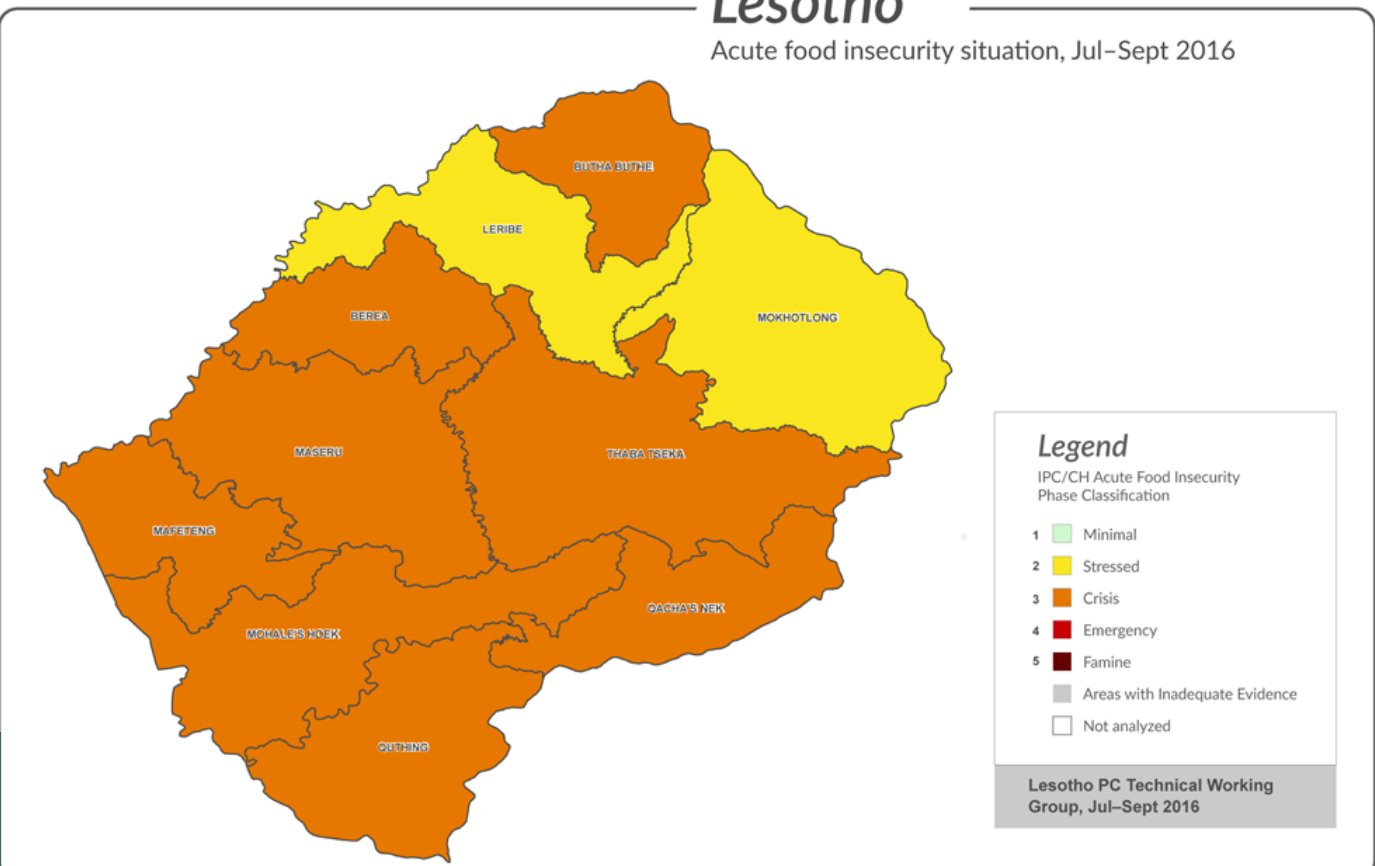 Lesotho
Acute food insecurity situation, Jul–Sept 2016
BUTHA BUTHE
LERIBE
MOKHOTLONG
BEREA
MASERU
THABA TSEKA
MAFETENG
QACHA'S NEK
MOHALE'S HOEK
QUTHING
Legend
IPC/CH Acute Food Insecurity
Phase Classification
1 Minimal
2 Stressed
3 Crisis
4 Emergency
5 Famine
Areas with Inadequate Evidence
Not analyzed
Lesotho PC Technical Working
Group, Jul–Sept 2016